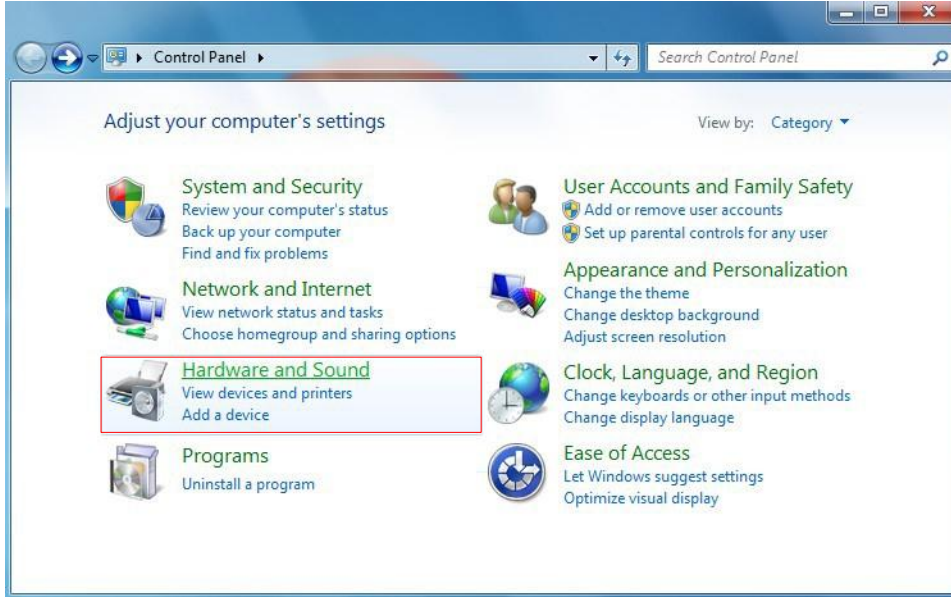 Control Panel
Search Control Panel
Adjust your computer's settings
View by: Category
System and Security
Review your computer's status
Back up your computer
Find and fix problems
Network and Internet
View network status and tasks
Choose homegroup and sharing options
Hardware and Sound
View devices and printers
Add a device
Programs
Uninstall a program
User Accounts and Family Safety
Add or remove user accounts
Set up parental controls for any user
Appearance and Personalization
Change the theme
Change desktop background
Adjust screen resolution
Clock, Language, and Region
Change keyboards or other input methods
Change display language
Ease of Access
Let Windows suggest settings
Optimize visual display